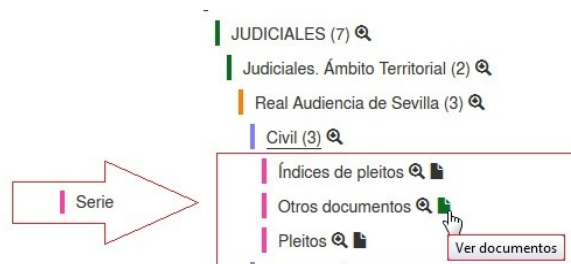 JUDICIALES (7)
Judiciales. Ámbito Territorial (2)
Real Audiencia de Sevilla (3)
Civil (3)
Índices de pleitos
Serie
Otros documentos
Pleitos
Ver documentos